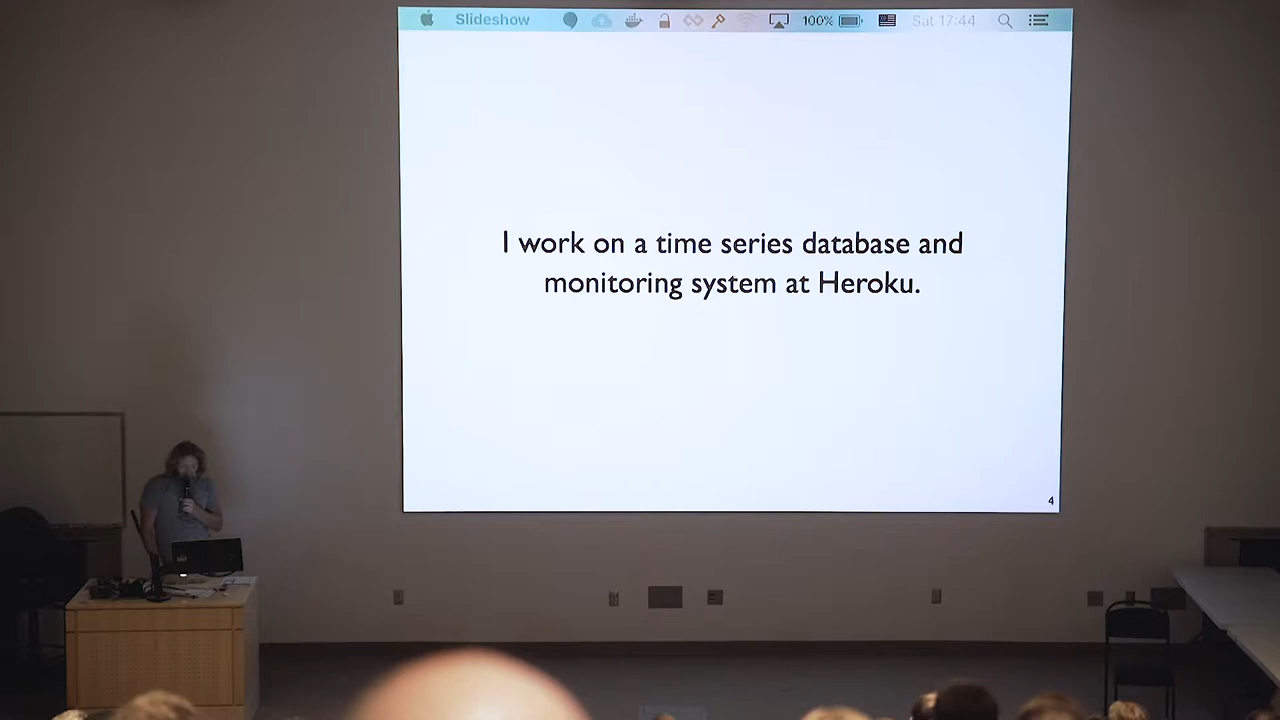 Slideshow
100%
Sat 17:44
I work on a time series database and
monitoring system at Heroku.
4